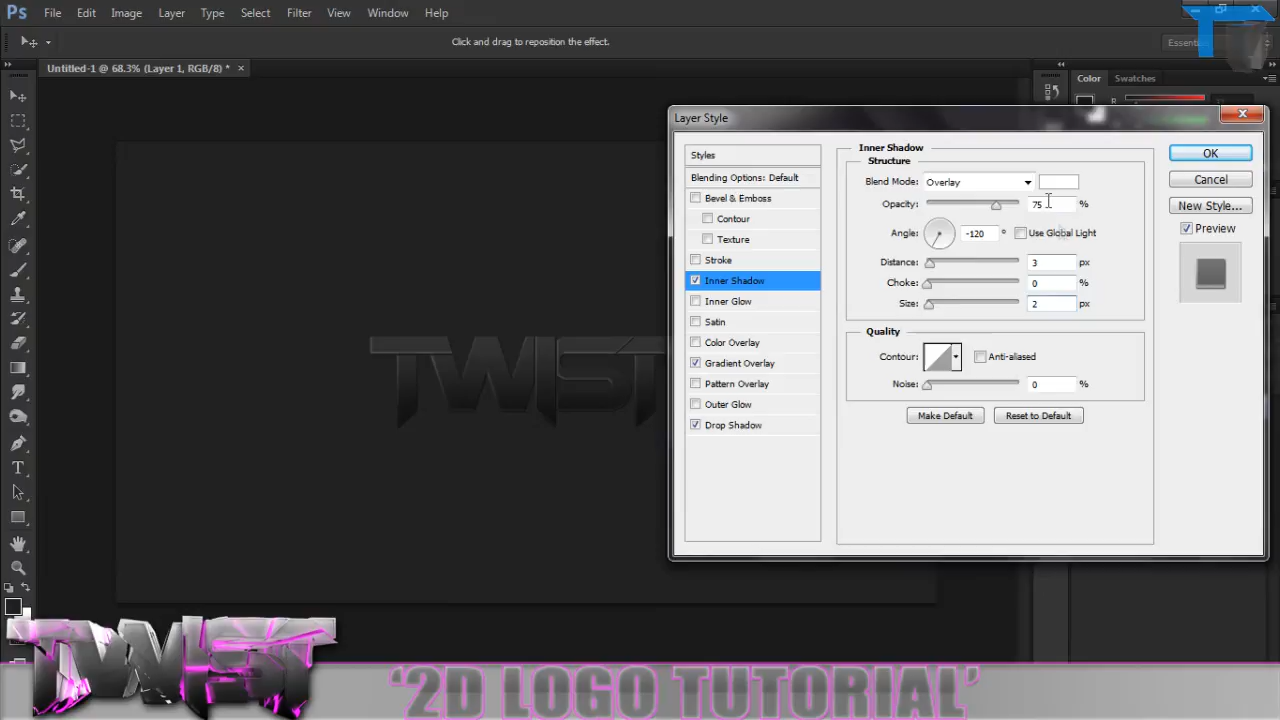 Ps File Edit Image Layer Type Select Filter View Window Help
Click and drag to reposition the effect.
Untitled-1 @ 68.3% (Layer 1, RGB/8) * ×
Color Swatches
Layer Style
Styles
Blending Options: Default
Bevel & Emboss
Contour
Texture
Stroke
Inner Shadow
Inner Glow
Satin
Color Overlay
Gradient Overlay
Pattern Overlay
Outer Glow
Drop Shadow
Inner Shadow
Structure
Blend Mode: Overlay
Opacity: 75 %
Angle: -120 ° Use Global Light
Distance: 3 px
Choke: 0 %
Size: 2 px
Quality
Contour: Anti-aliased
Noise: 0 %
Make Default Reset to Default
OK
Cancel
New Style...
Preview
TWIST
TWIST
‘2D LOGO TUTORIAL’